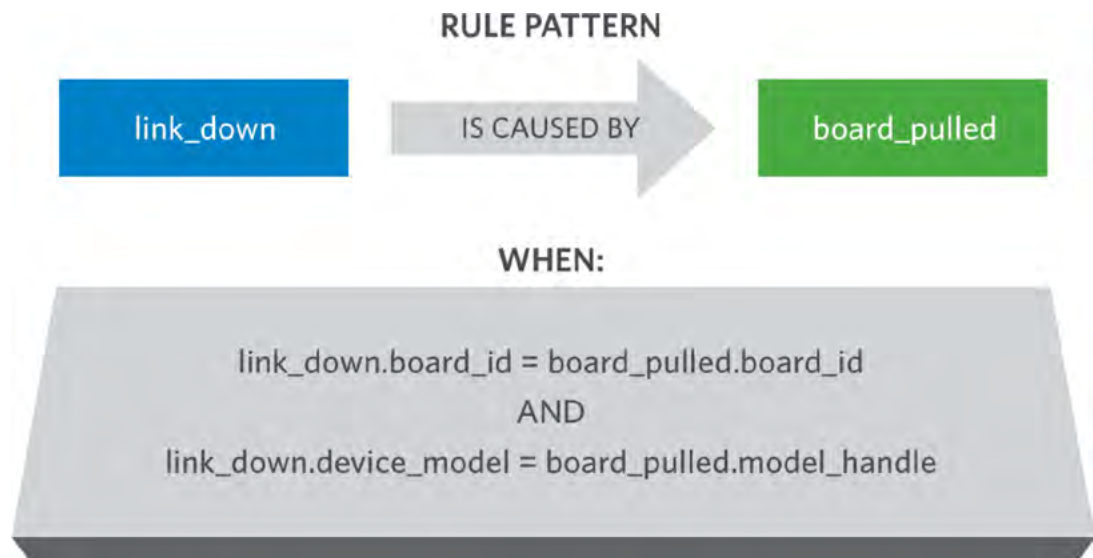 RULE PATTERN
link_down
IS CAUSED BY
board_pulled
WHEN:
link_down.board_id = board_pulled.board_id
AND
link_down.device_model = board_pulled.model_handle